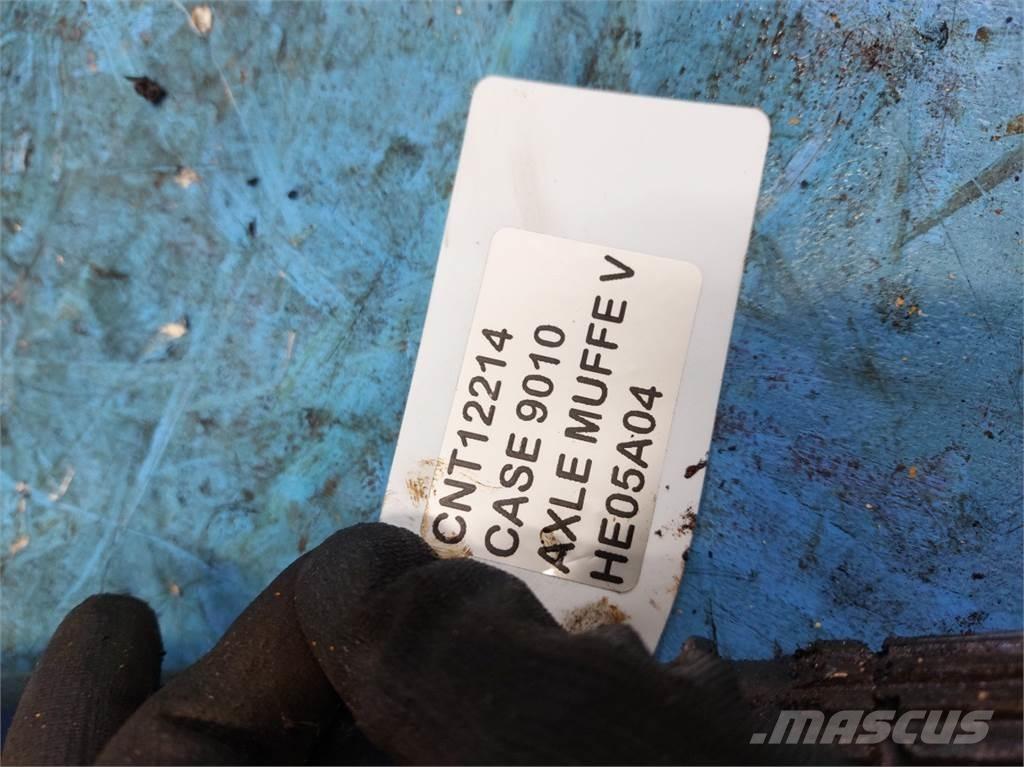 CNT12214
CASE 9010
AXLE MUFFE V
HE05A04
MASCUS